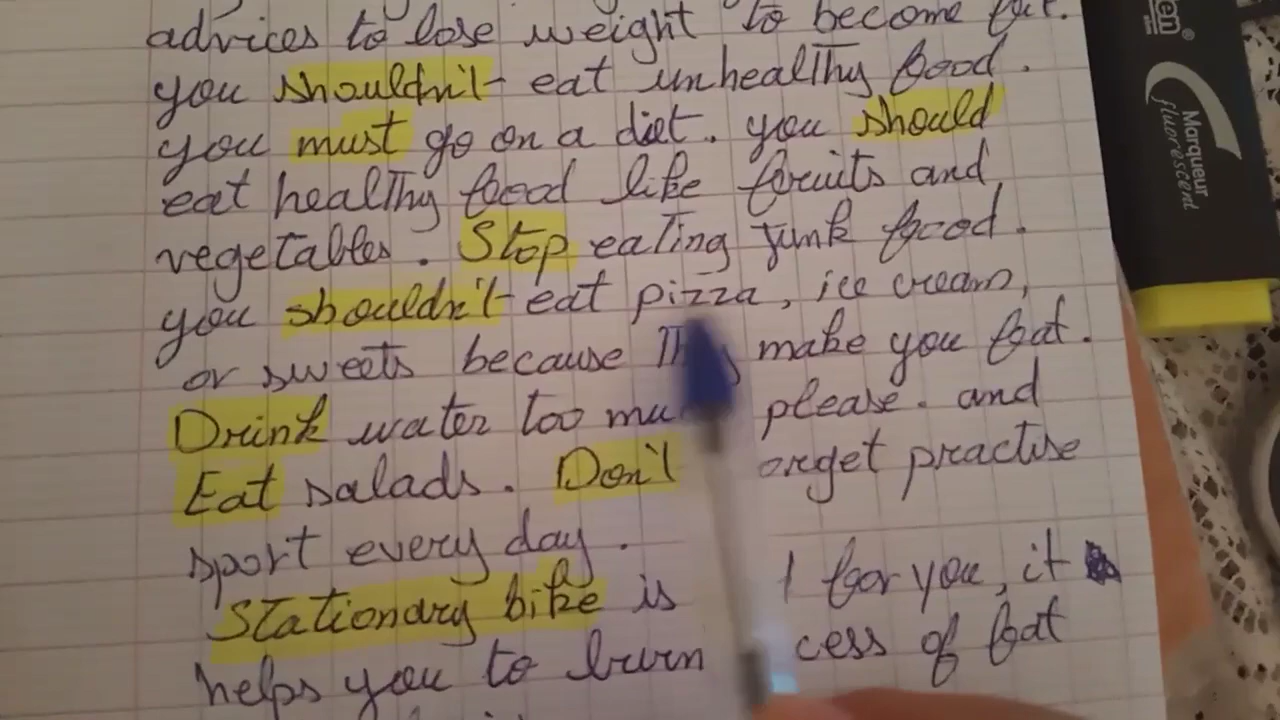 advices to lose weight to become fit.
you shouldn't eat unhealthy food.
you must go on a diet. you should
eat healthy food like fruits and
vegetables. Stop eating junk food.
you shouldn't eat pizza, ice cream,
or sweets because make you fat.
Drink water too please. and
Eat salads. Don't practise
sport every day.
Stationary bike is for you, it
helps you to burn of fat
Marqueur
fluorescent